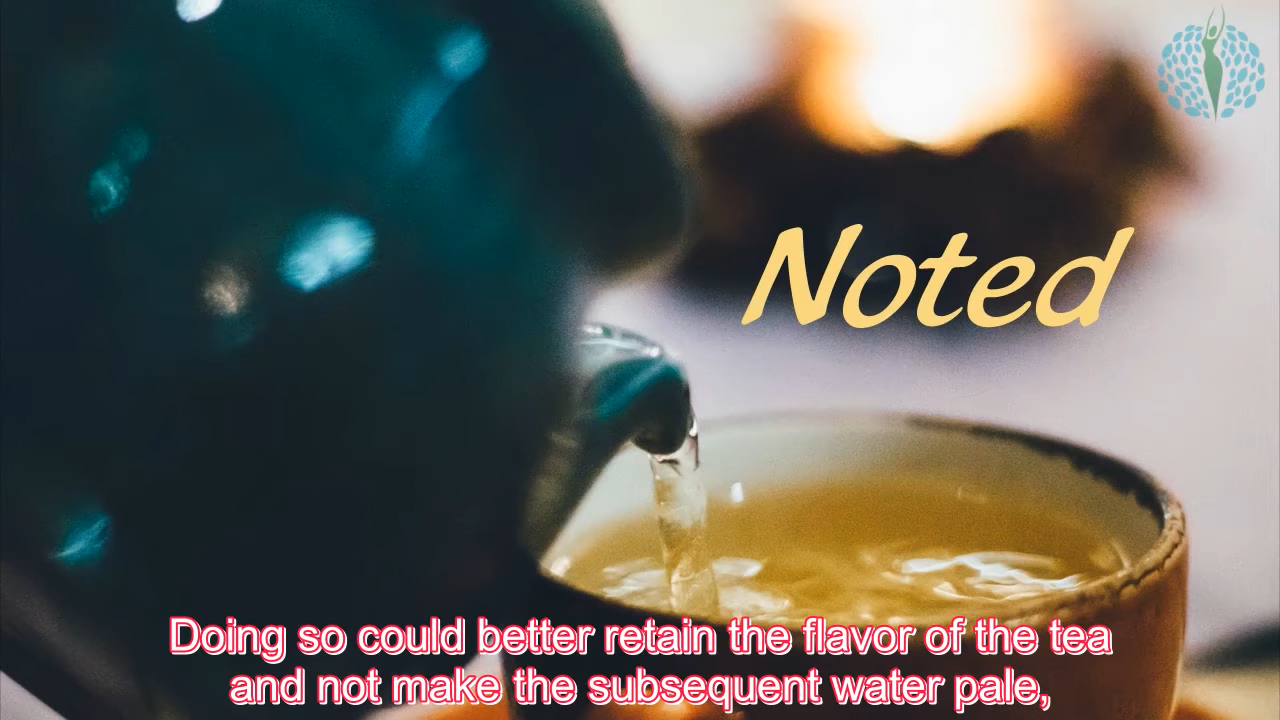 Noted
Doing so could better retain the flavor of the tea
and not make the subsequent water pale,